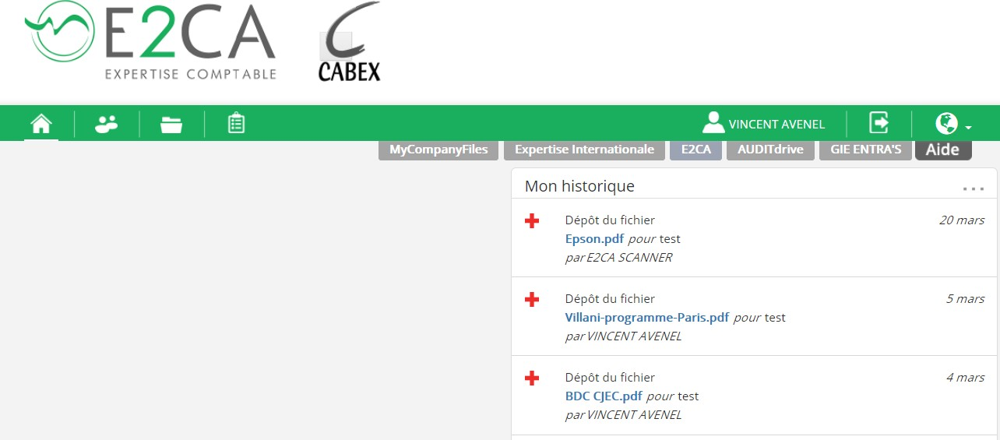 E2CA
EXPERTISE COMPTABLE
CABEX
VINCENT AVENEL
MyCompanyFiles Expertise Internationale E2CA AUDITdrive GIE ENTRA'S Aide
Mon historique ...
Dépôt du fichier 20 mars
Epson.pdf pour test
par E2CA SCANNER
Dépôt du fichier 5 mars
Villani-programme-Paris.pdf pour test
par VINCENT AVENEL
Dépôt du fichier 4 mars
BDC CJEC.pdf pour test
par VINCENT AVENEL